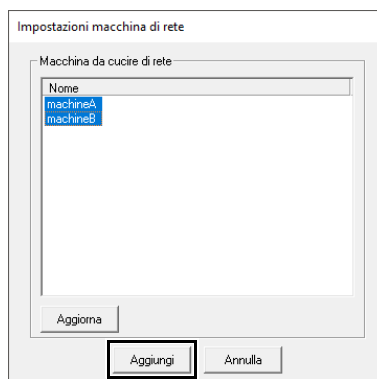 Impostazioni macchina di rete
Macchina da cucire di rete
Nome
machineA
machineB
Aggiorna
Aggiungi
Annulla